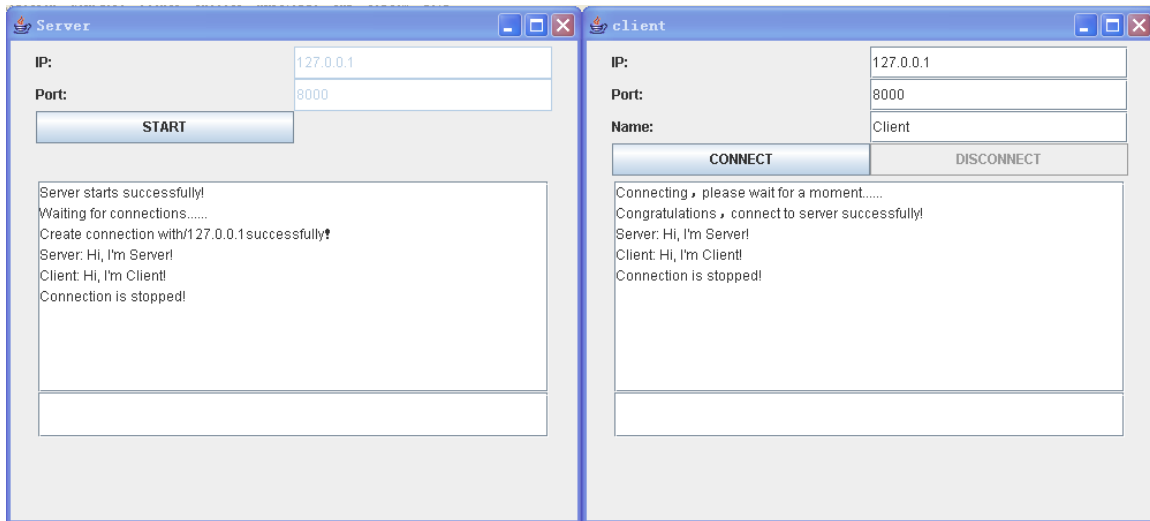 Server
IP:
127.0.0.1
Port:
8000
START
Server starts successfully!
Waiting for connections......
Create connection with/127.0.0.1successfully!
Server: Hi, I'm Server!
Client: Hi, I'm Client!
Connection is stopped!
client
IP:
127.0.0.1
Port:
8000
Name:
Client
CONNECT
DISCONNECT
Connecting，please wait for a moment......
Congratulations，connect to server successfully!
Server: Hi, I'm Server!
Client: Hi, I'm Client!
Connection is stopped!